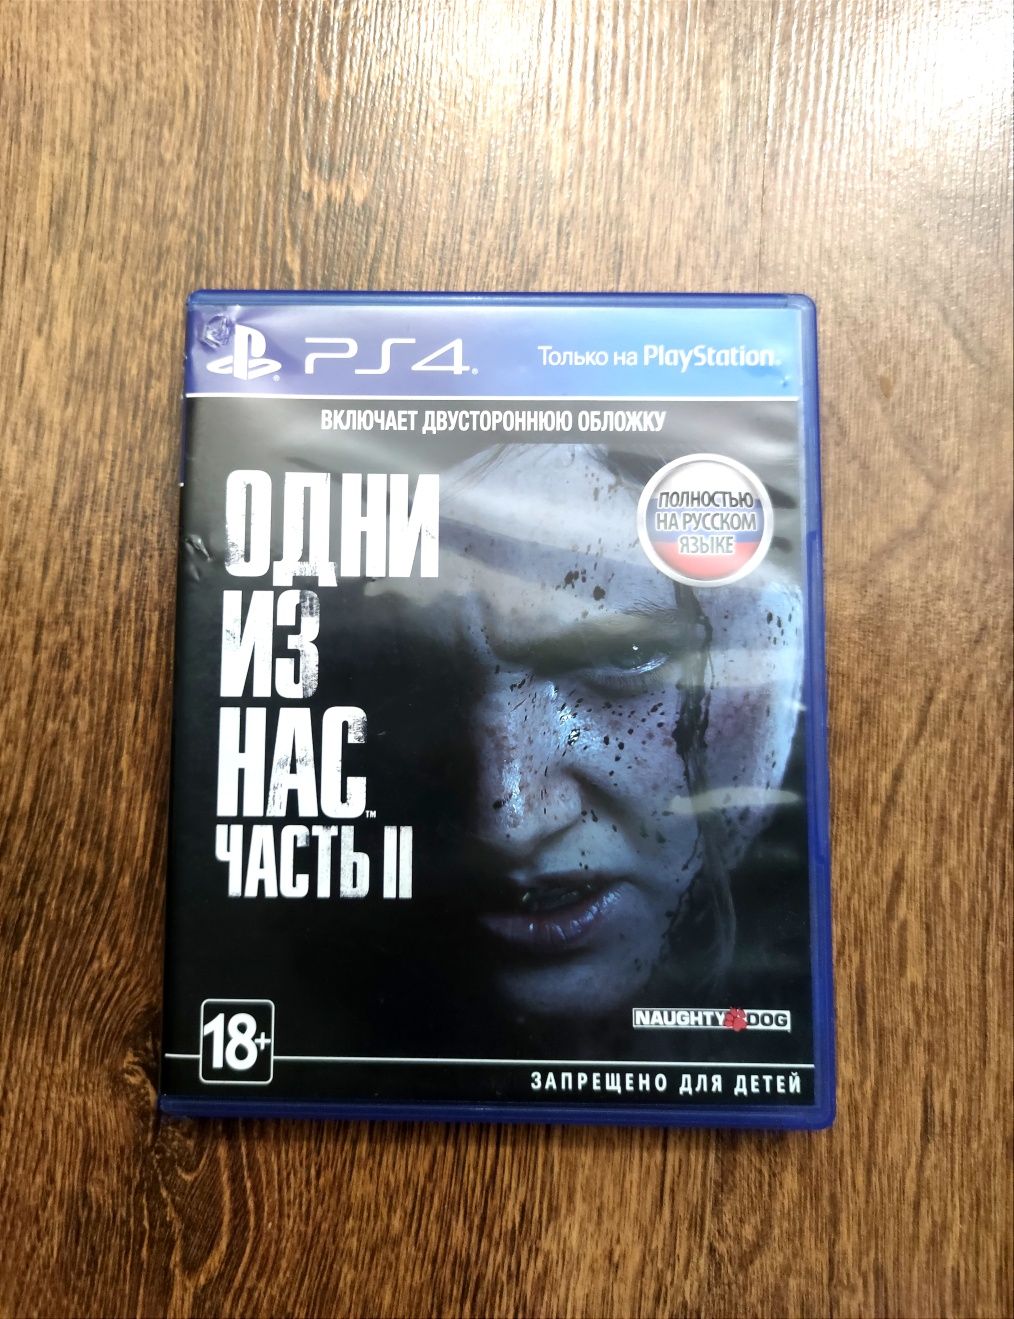 PS4
Только на PlayStation
ВКЛЮЧАЕТ ДВУСТОРОННЮЮ ОБЛОЖКУ
ПОЛНОСТЬЮ
НА РУССКОМ
ЯЗЫКЕ
ОДНИ
ИЗ
НАС™
ЧАСТЬ II
NAUGHTY DOG
18+
ЗАПРЕЩЕНО ДЛЯ ДЕТЕЙ